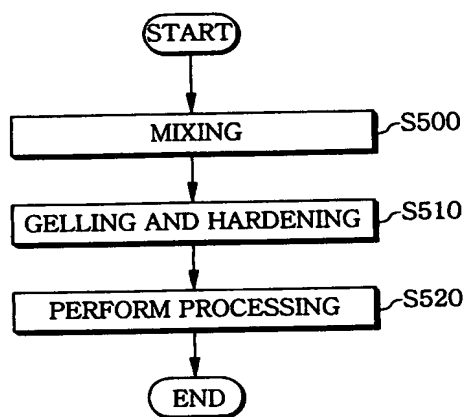 START
MIXING
S500
GELLING AND HARDENING
S510
PERFORM PROCESSING
S520
END